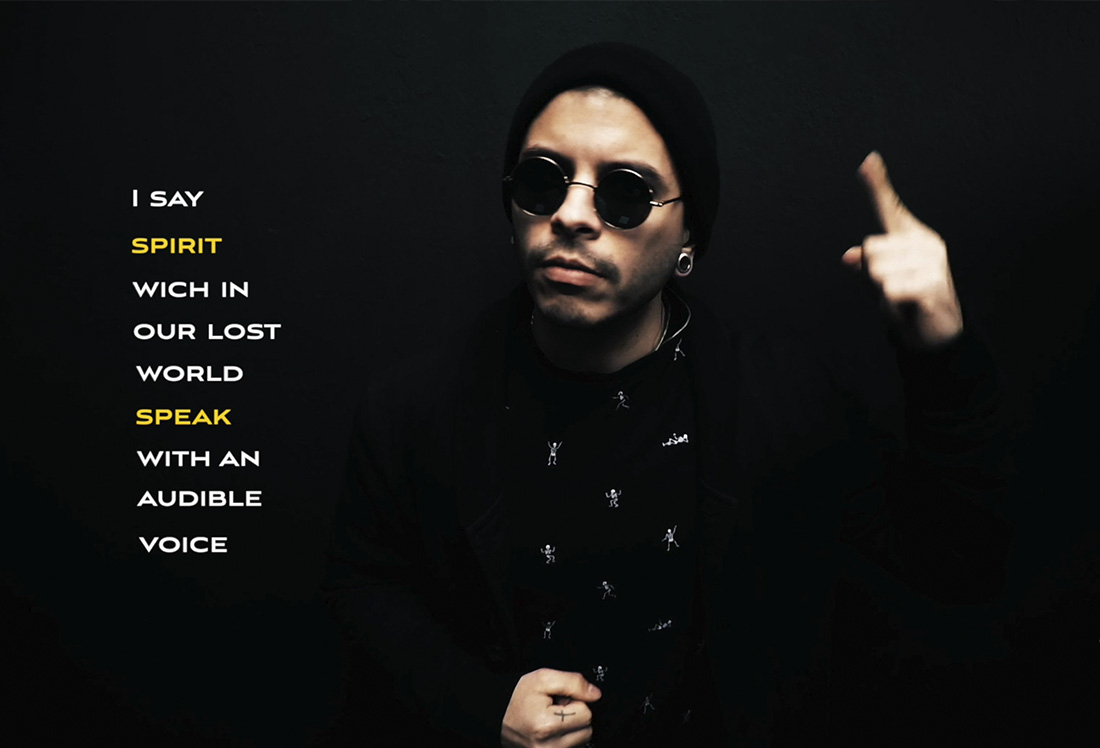 I SAY
SPIRIT
WICH IN
OUR LOST
WORLD
SPEAK
WITH AN
AUDIBLE
VOICE